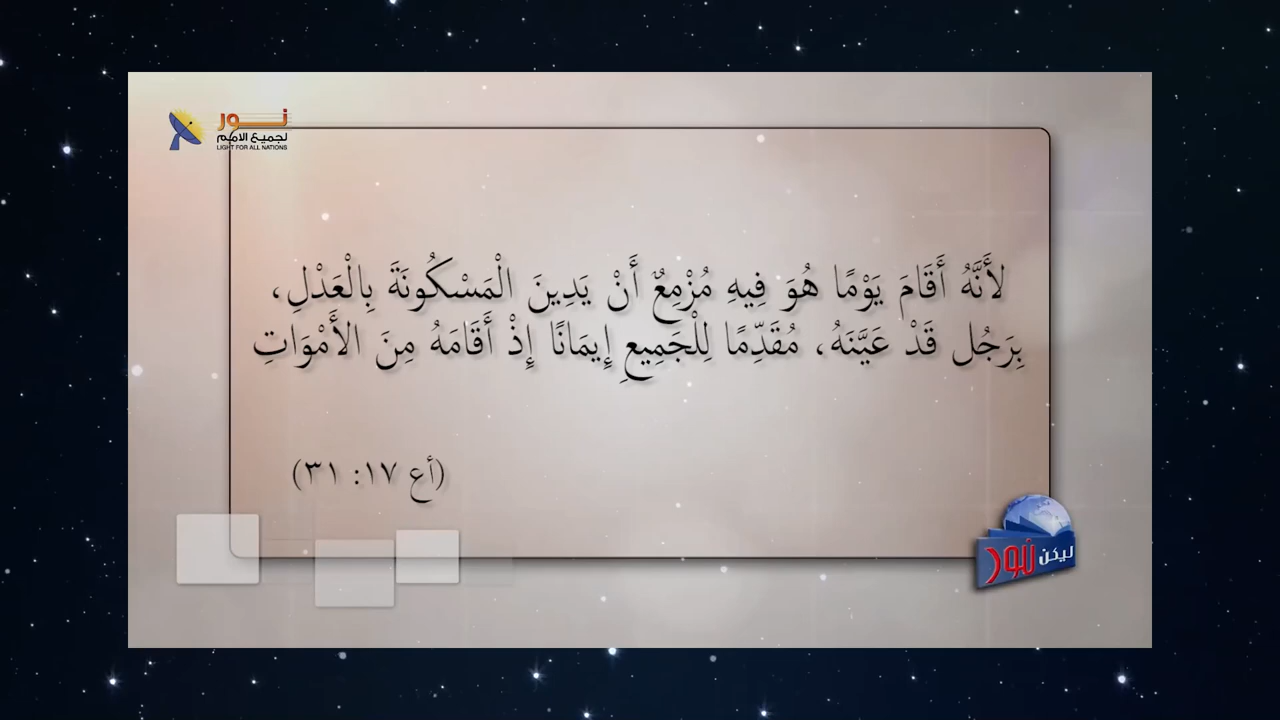 نور
لجميع الامم
LIGHT FOR ALL NATIONS
لأَنَّهُ أَقَامَ يَوْمًا هُوَ فِيهِ مُزْمِعٌ أَنْ يَدِينَ الْمَسْكُونَةَ بِالْعَدْلِ،
بِرَجُل قَدْ عَيَّنَهُ، مُقَدِّمًا لِلْجَمِيعِ إِيمَانًا إِذْ أَقَامَهُ مِنَ الأَمْوَاتِ
(أع ١٧: ٣١)
ليكن نور